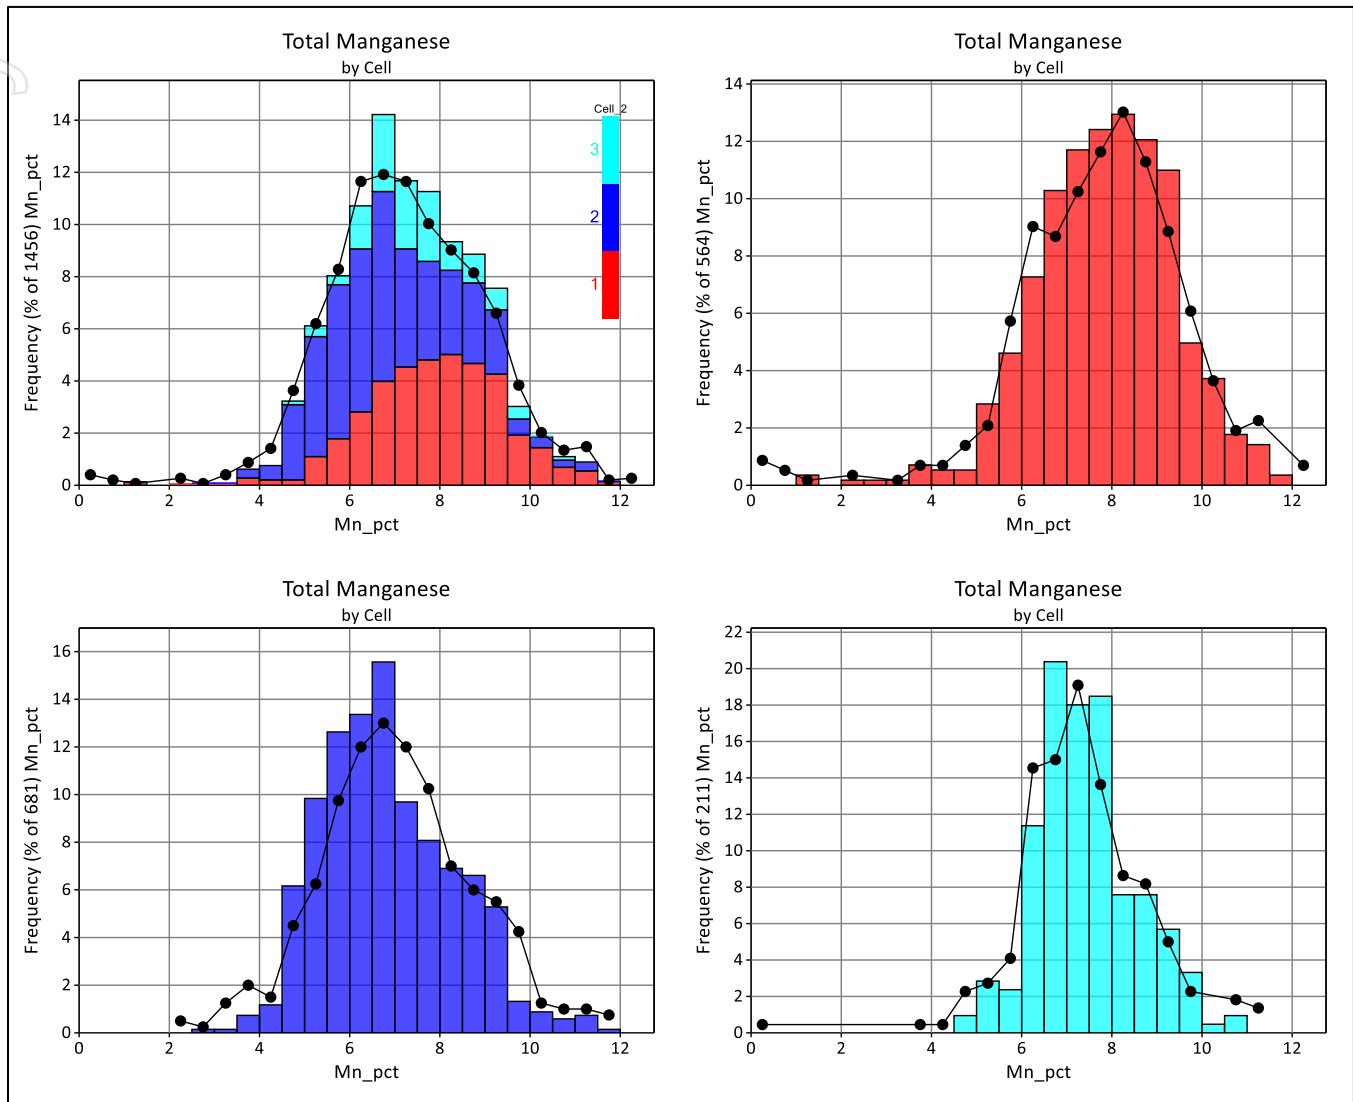 Total Manganese
by Cell
Frequency (% of 1456) Mn_pct
14
12
10
8
6
4
2
0
0 2 4 6 8 10 12
Mn_pct
Cell_2
3
2
1
Total Manganese
by Cell
Frequency (% of 564) Mn_pct
14
12
10
8
6
4
2
0
0 2 4 6 8 10 12
Mn_pct
Total Manganese
by Cell
Frequency (% of 681) Mn_pct
16
14
12
10
8
6
4
2
0
0 2 4 6 8 10 12
Mn_pct
Total Manganese
by Cell
Frequency (% of 211) Mn_pct
22
20
18
16
14
12
10
8
6
4
2
0
0 2 4 6 8 10 12
Mn_pct